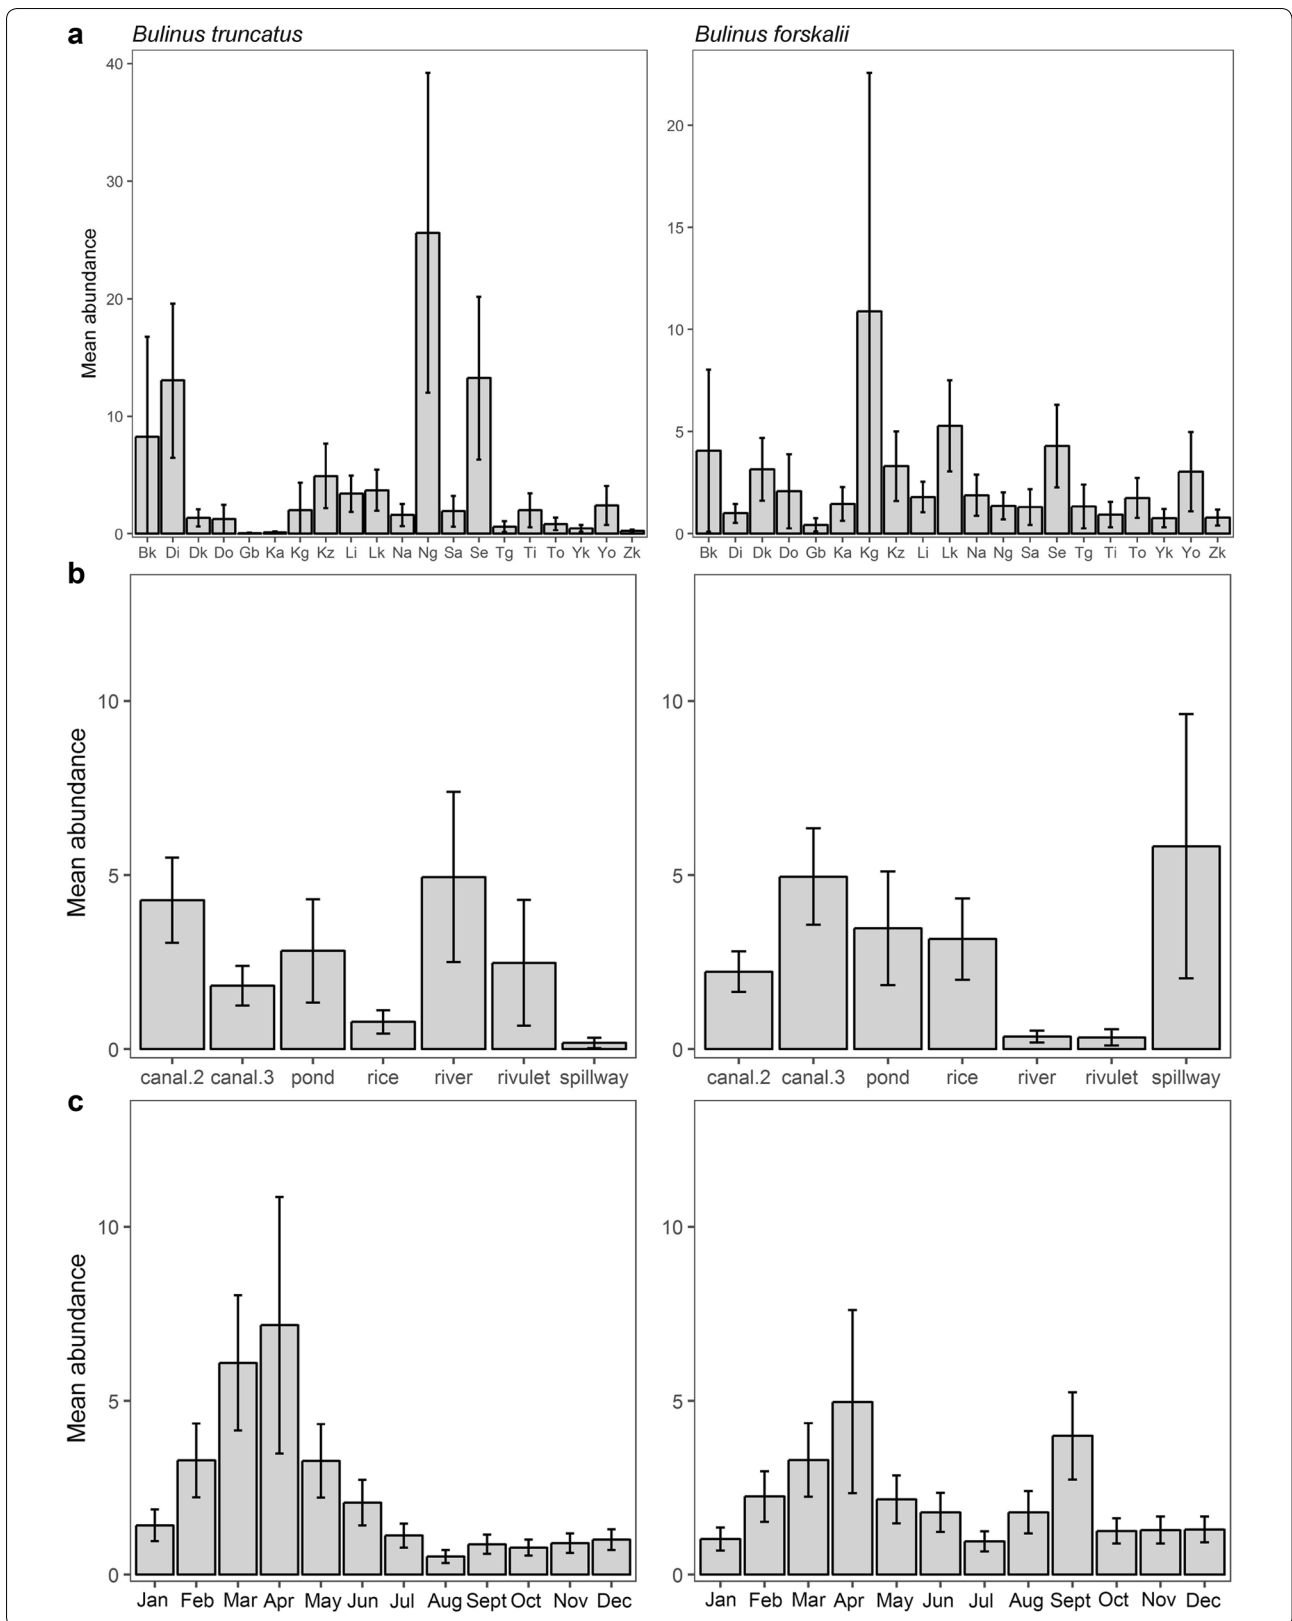 a
Bulinus truncatus
Bulinus forskalii
Mean abundance
40
30
20
10
0
Bk Di Dk Do Gb Ka Kg Kz Li Lk Na Ng Sa Se Tg Ti To Yk Yo Zk
20
15
10
5
0
Bk Di Dk Do Gb Ka Kg Kz Li Lk Na Ng Sa Se Tg Ti To Yk Yo Zk
b
Mean abundance
10
5
0
canal.2 canal.3 pond rice river rivulet spillway
10
5
0
canal.2 canal.3 pond rice river rivulet spillway
c
Mean abundance
10
5
0
Jan Feb Mar Apr May Jun Jul Aug Sept Oct Nov Dec
10
5
0
Jan Feb Mar Apr May Jun Jul Aug Sept Oct Nov Dec